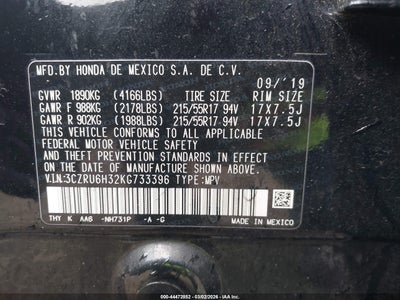 MFD.BY HONDA DE MEXICO S.A. DE C.V.
09/'19
GVWR 1890KG (4166LBS) TIRE SIZE RIM SIZE
GAWR F 988KG (2178LBS) 215/55R17 94V 17X7.5J
GAWR R 902KG (1988LBS) 215/55R17 94V 17X7.5J
THIS VEHICLE CONFORMS TO ALL APPLICABLE
FEDERAL MOTOR VEHICLE SAFETY, BUMPER,
AND THEFT PREVENTION STANDARDS IN EFFECT
ON THE DATE OF MANUFACTURE SHOWN ABOVE.
V.I.N:3CZRU6H32KG733396 TYPE:MPV
THY K AA6 -NH731P -A -G MADE IN MEXICO
©IAA
000-44472852 | 03/02/2026 | iaai.com